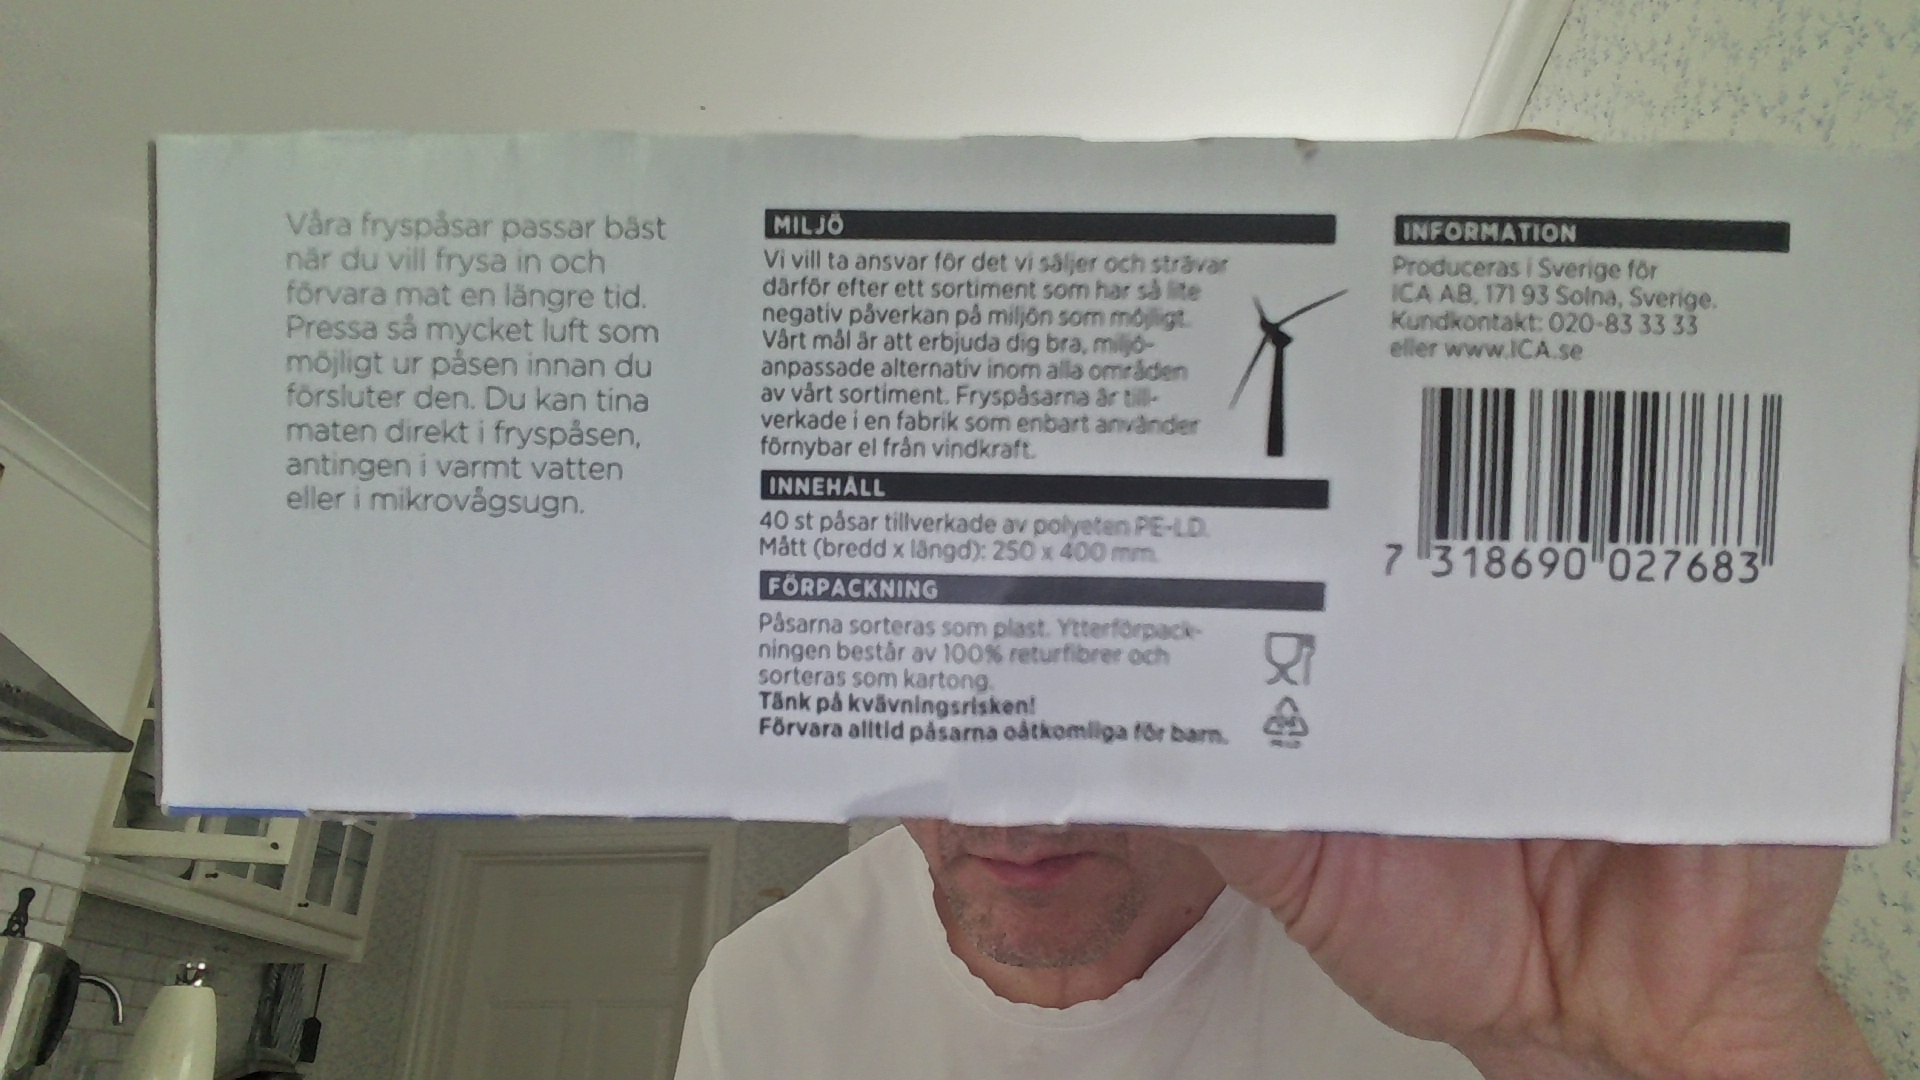 Våra fryspåsar passar bäst
när du vill frysa in och
förvara mat en längre tid.
Pressa så mycket luft som
möjligt ur påsen innan du
försluter den. Du kan tina
maten direkt i fryspåsen,
antingen i varmt vatten
eller i mikrovågsugn.
MILJÖ
Vi vill ta ansvar för det vi säljer och strävar
därför efter ett sortiment som har så lite
negativ påverkan på miljön som möjligt.
Vårt mål är att erbjuda dig bra, miljö-
anpassade alternativ inom alla områden
av vårt sortiment. Fryspåsarna är till-
verkade i en fabrik som enbart använder
förnybar el från vindkraft.
INNEHÅLL
40 st påsar tillverkade av polyeten PE-LD.
Mått (bredd x längd): 250 x 400 mm.
FÖRPACKNING
Påsarna sorteras som plast. Ytterförpack-
ningen består av 100% returfibrer och
sorteras som kartong.
Tänk på kvävningsrisken!
Förvara alltid påsarna oåtkomliga för barn.
INFORMATION
Produceras i Sverige för
ICA AB, 171 93 Solna, Sverige.
Kundkontakt: 020-83 33 33
eller www.ICA.se
7 318690 027683